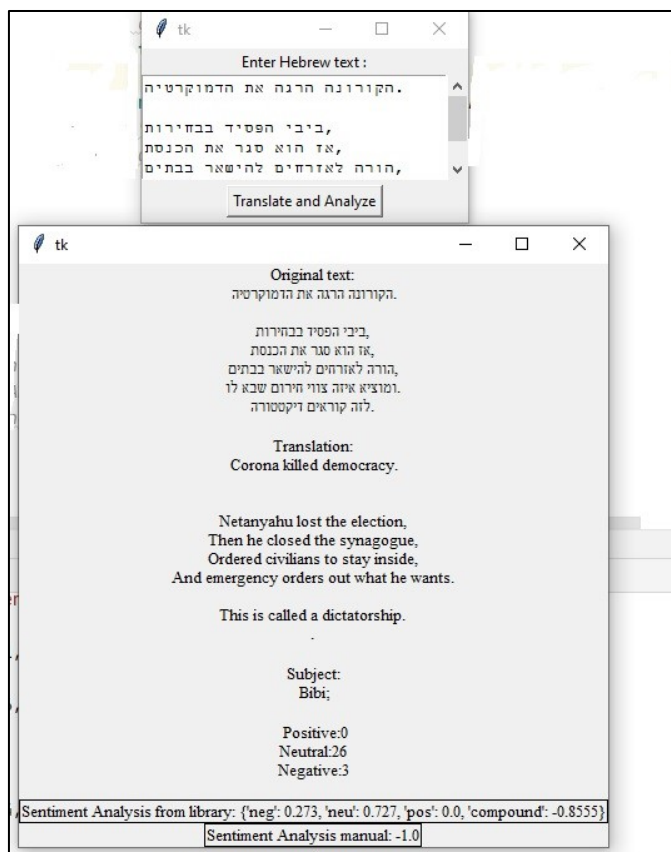 tk
Enter Hebrew text :
הקורונה הרגה את הדמוקרטיה.
ביבי הפסיד בבחירות,
אז הוא סגר את הכנסת
הורה לאזרחים להישאר בבתים,
Translate and Analyze
tk
Original text:
הקורונה הרגה את הדמוקרטיה.
ביבי הפסיד בבחירות,
אז הוא סגר את הכנסת,
הורה לאזרחים להישאר בבתים,
ומוציא איזה צווי חירום שבא לו.
לזה קוראים דיקטטורה.
Translation:
Corona killed democracy.
Netanyahu lost the election,
Then he closed the synagogue,
Ordered civilians to stay inside,
And emergency orders out what he wants.
This is called a dictatorship.
.
Subject:
Bibi;
Positive:0
Neutral:26
Negative:3
Sentiment Analysis from library: {'neg': 0.273, 'neu': 0.727, 'pos': 0.0, 'compound': -0.8555}
Sentiment Analysis manual: -1.0